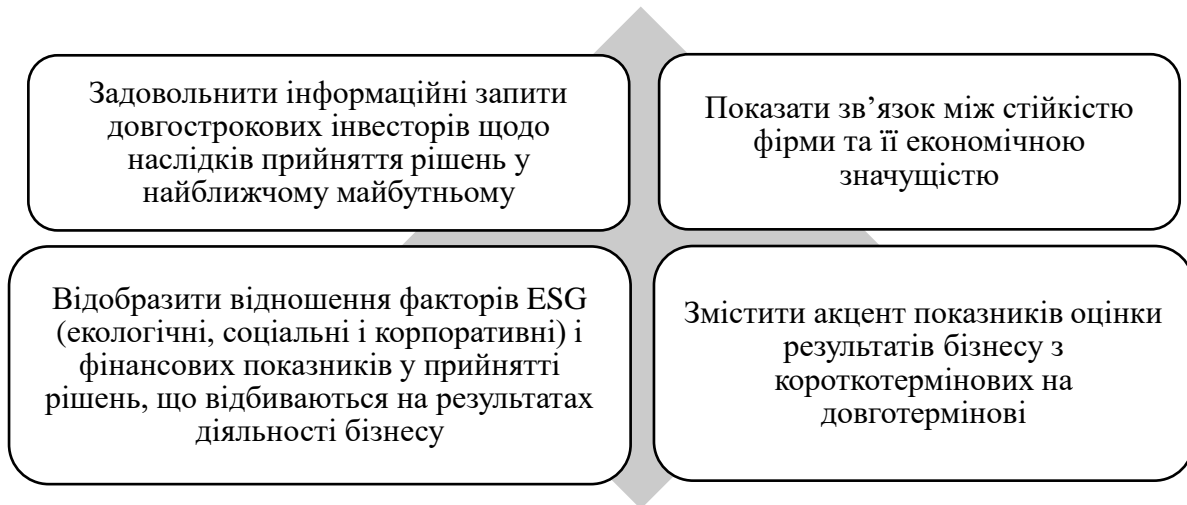 Задовольнити інформаційні запити
довгострокових інвесторів щодо
наслідків прийняття рішень у
найближчому майбутньому
Показати зв’язок між стійкістю
фірми та її економічною
значущістю
Відобразити відношення факторів ESG
(екологічні, соціальні і корпоративні) і
фінансових показників у прийнятті
рішень, що відбиваються на результатах
діяльності бізнесу
Змістити акцент показників оцінки
результатів бізнесу з
короткотермінових на
довготермінові